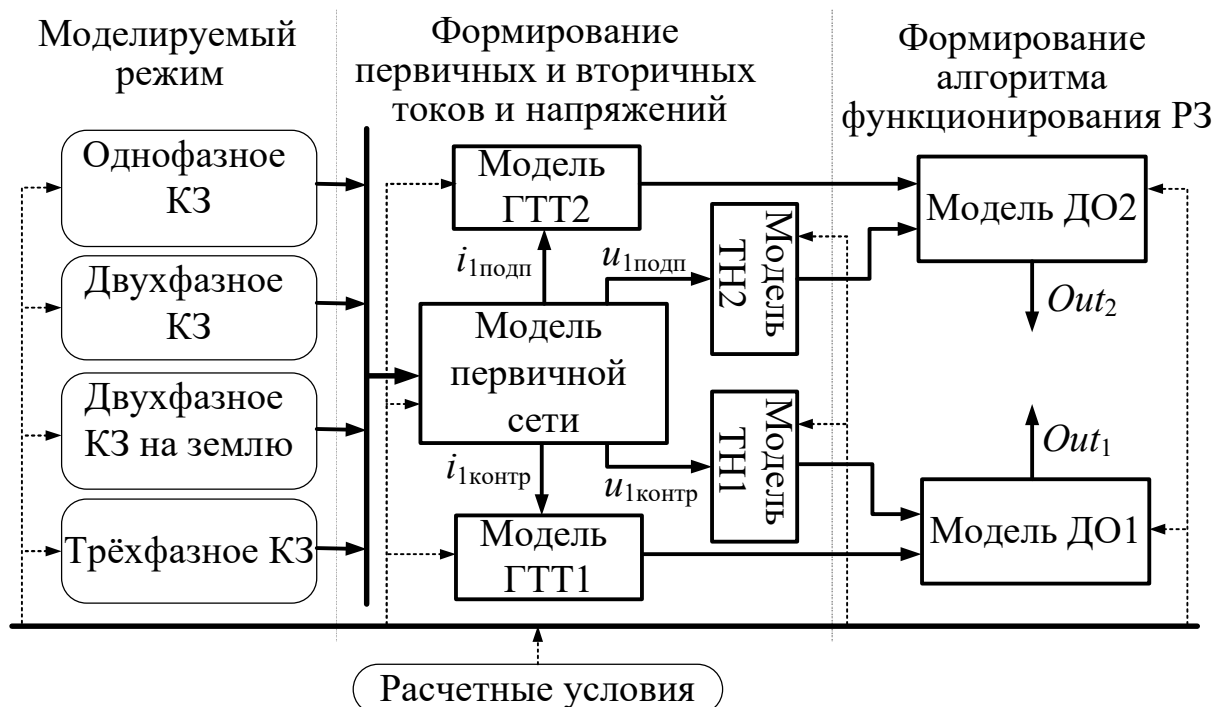 Моделируемый
режим
Формирование
первичных и вторичных
токов и напряжений
Формирование
алгоритма
функционирования РЗ
Однофазное
КЗ
Двухфазное
КЗ
Двухфазное
КЗ на землю
Трёхфазное КЗ
Модель
ГТТ2
i1подп
u1подп
Модель
ТН2
Модель
первичной
сети
i1контр
u1контр
Модель
ТН1
Модель
ГТТ1
Модель ДО2
Out2
Out1
Модель ДО1
Расчетные условия